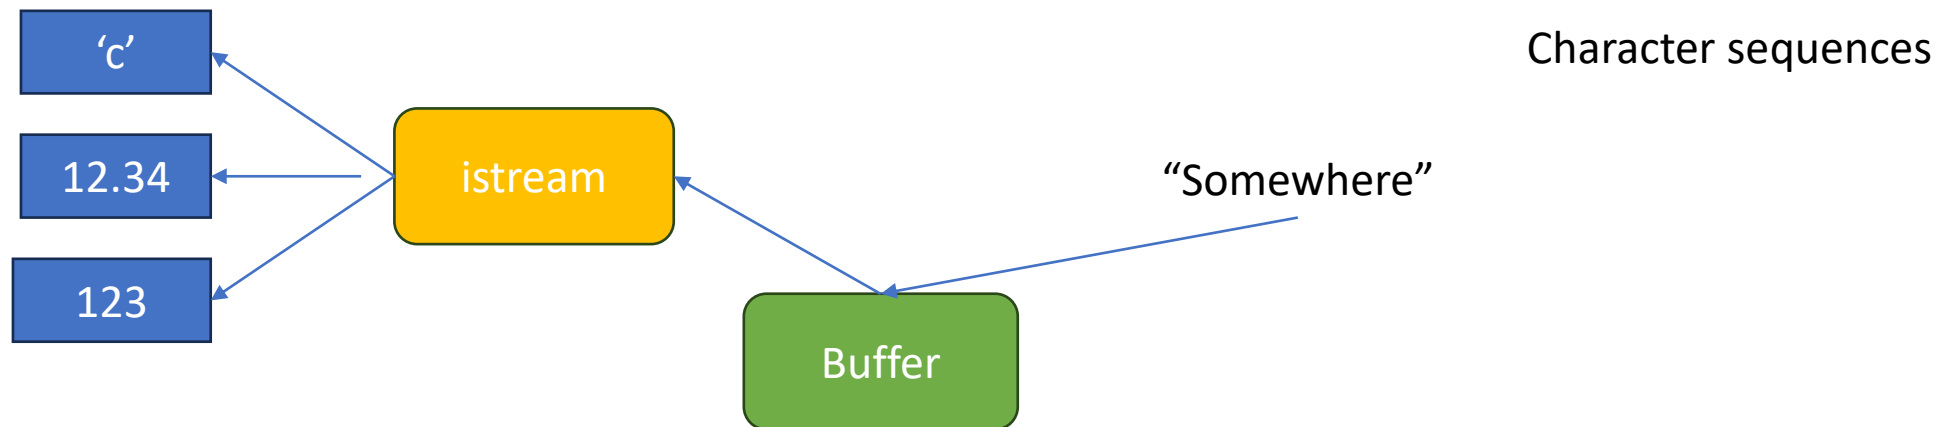 ‘c’
Character sequences
12.34
istream
“Somewhere”
123
Buffer